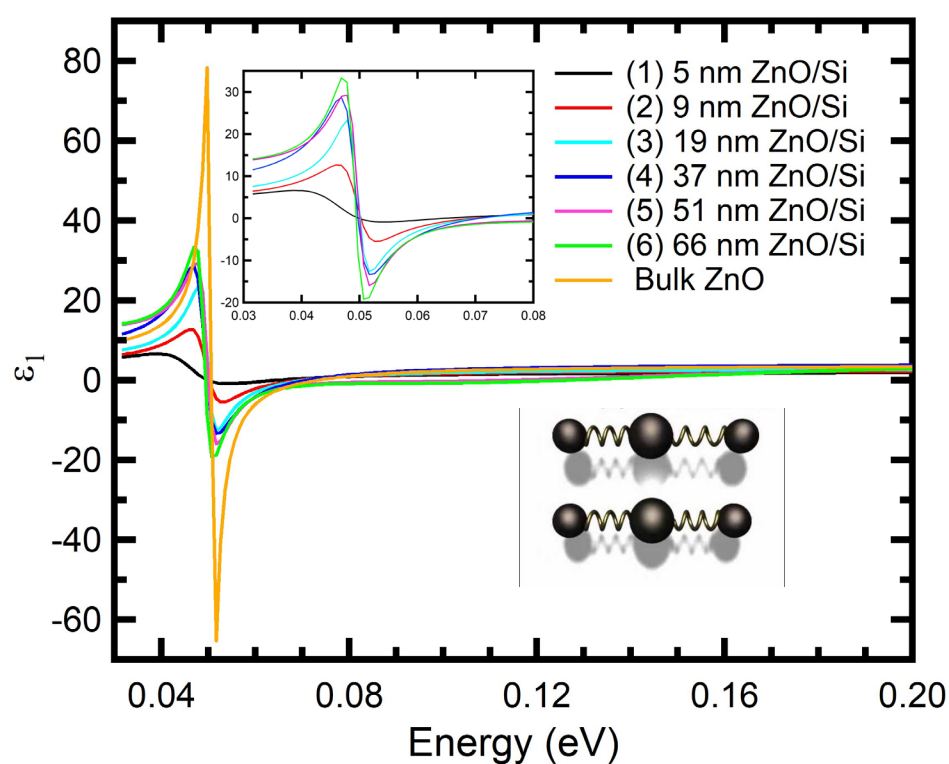 80
60
40
20
0
-20
-40
-60
ε1
0.04 0.08 0.12 0.16 0.20
Energy (eV)
30
20
10
0
-10
-20
0.03 0.04 0.05 0.06 0.07 0.08
(1) 5 nm ZnO/Si
(2) 9 nm ZnO/Si
(3) 19 nm ZnO/Si
(4) 37 nm ZnO/Si
(5) 51 nm ZnO/Si
(6) 66 nm ZnO/Si
Bulk ZnO